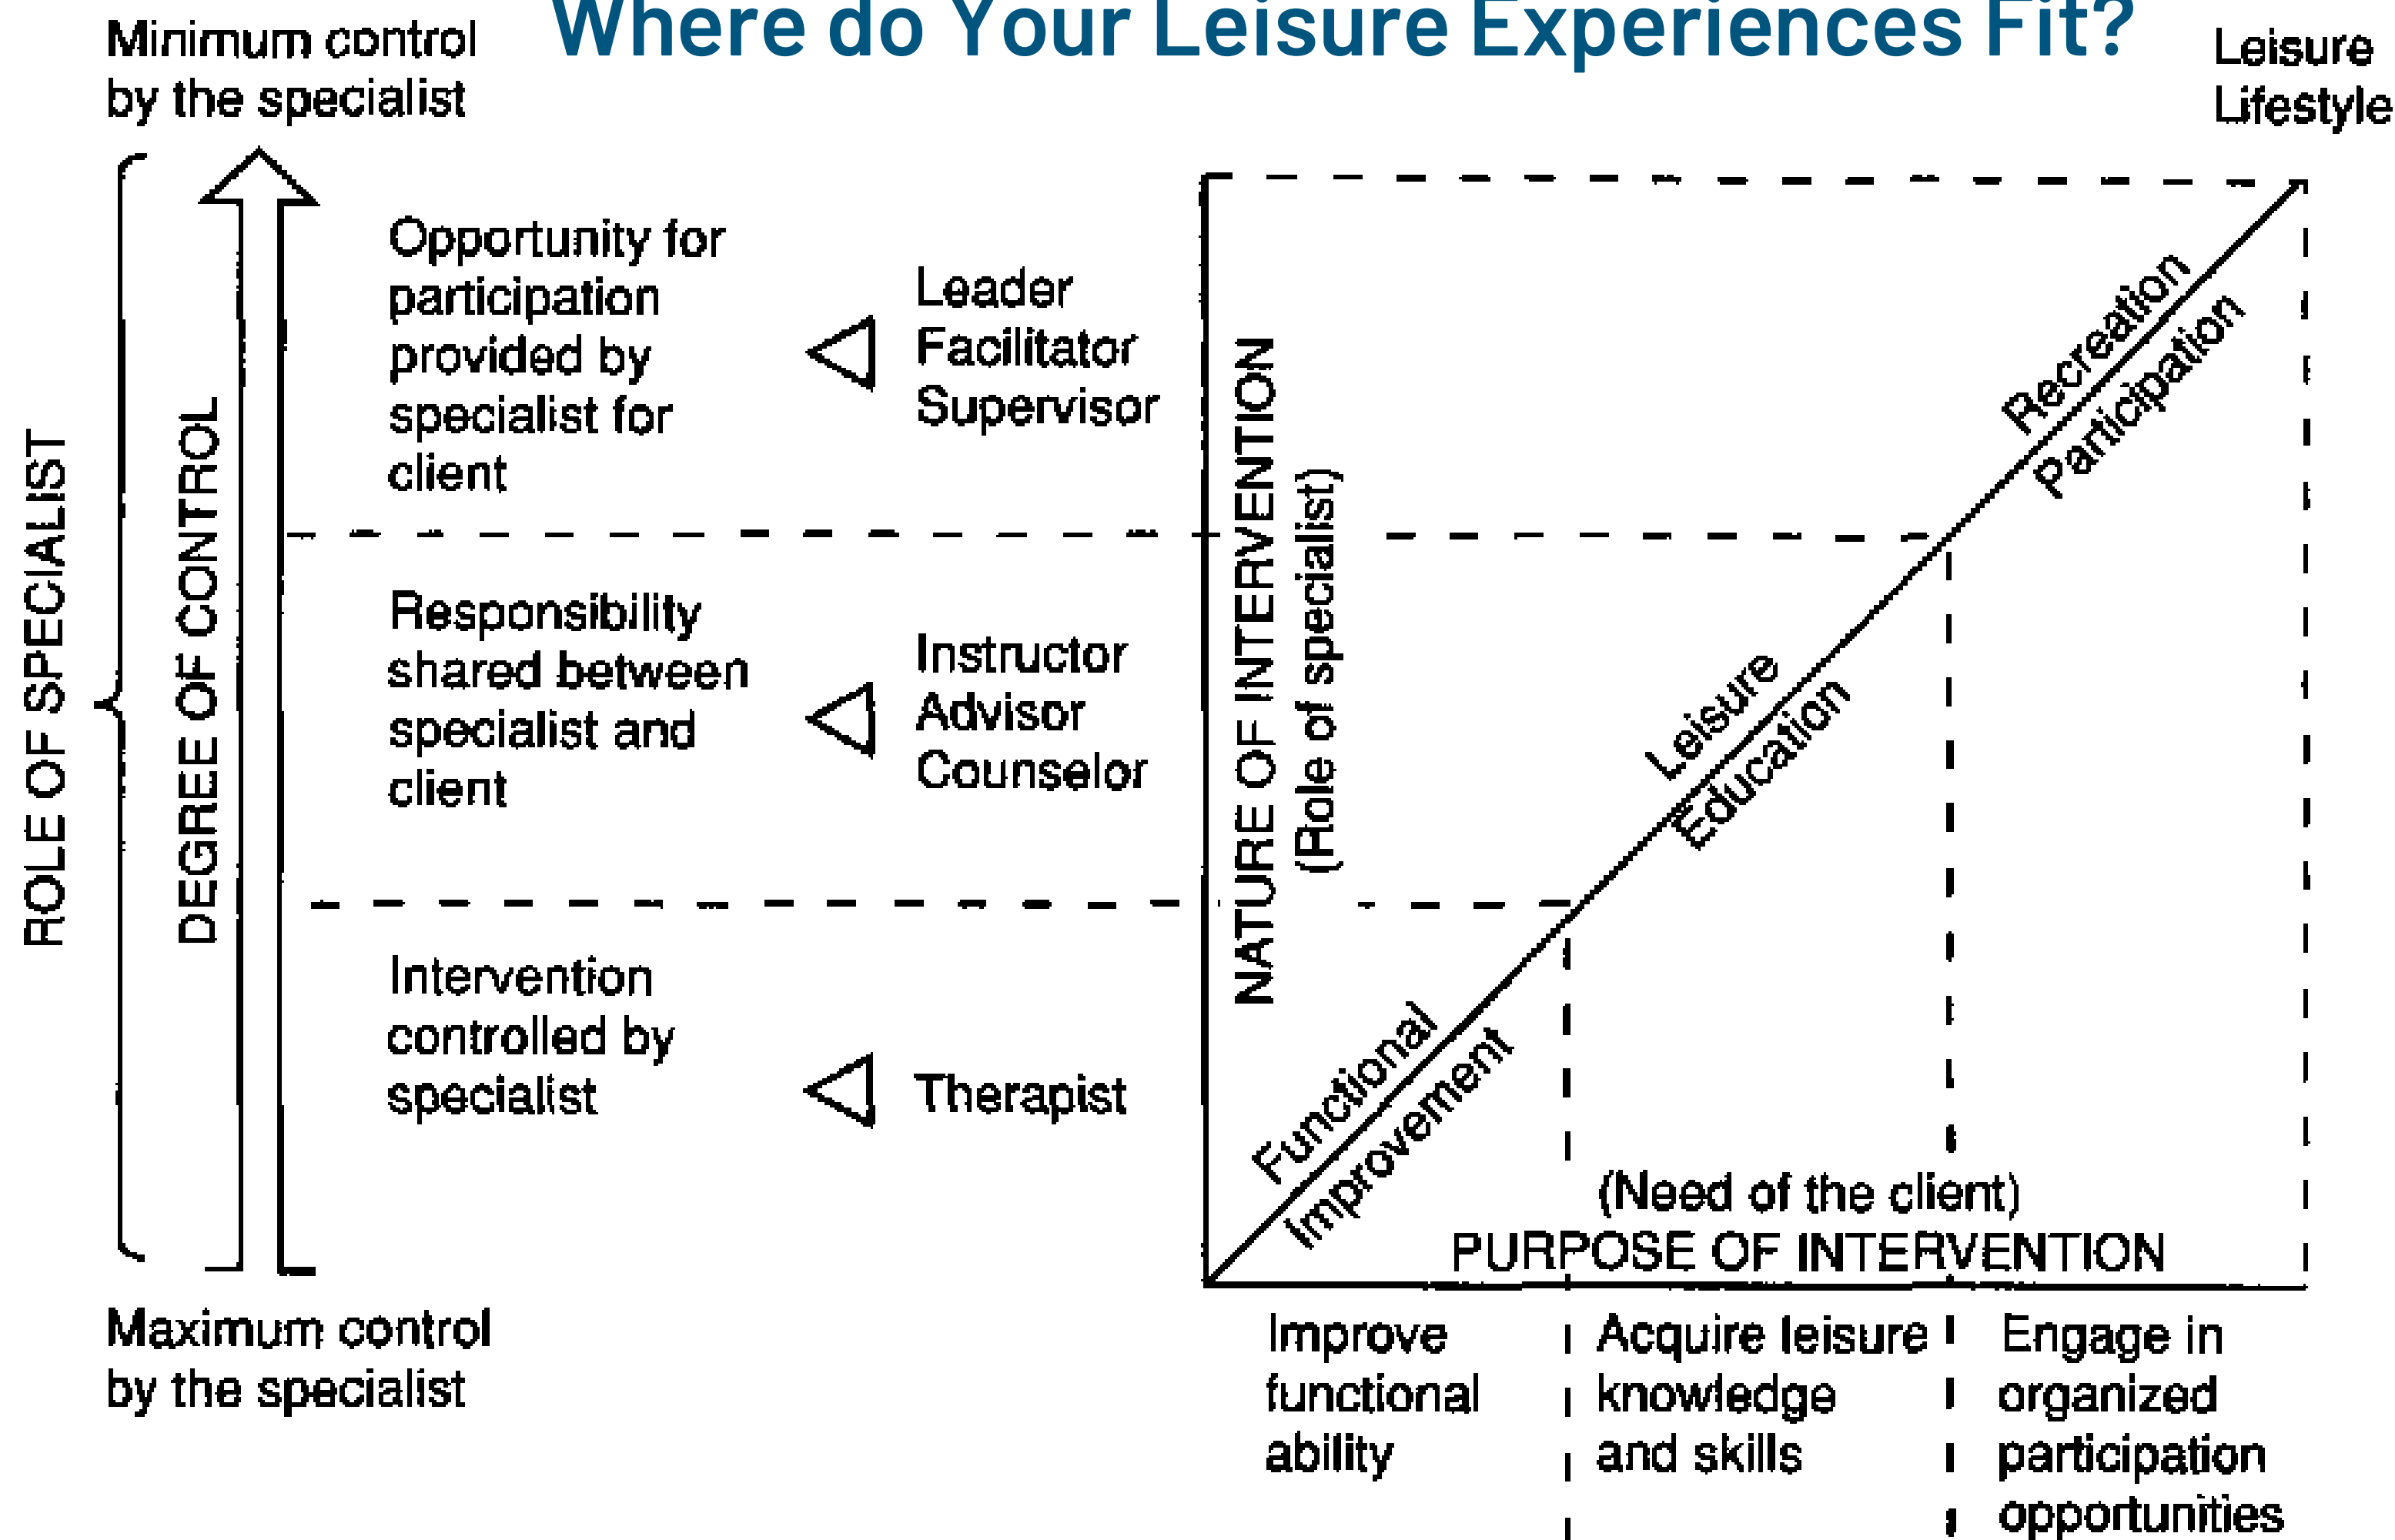 Where do Your Leisure Experiences Fit?
Minimum control
by the specialist
Leisure
Lifestyle
ROLE OF SPECIALIST
DEGREE OF CONTROL
Opportunity for
participation
provided by
specialist for
client
Leader
Facilitator
Supervisor
Responsibility
shared between
specialist and
client
Instructor
Advisor
Counselor
Intervention
controlled by
specialist
Therapist
Maximum control
by the specialist
NATURE OF INTERVENTION
(Role of specialist)
Recreation
Participation
Leisure
Education
Functional
Improvement
(Need of the client)
PURPOSE OF INTERVENTION
Improve
functional
ability
Acquire leisure
knowledge
and skills
Engage in
organized
participation
opportunities